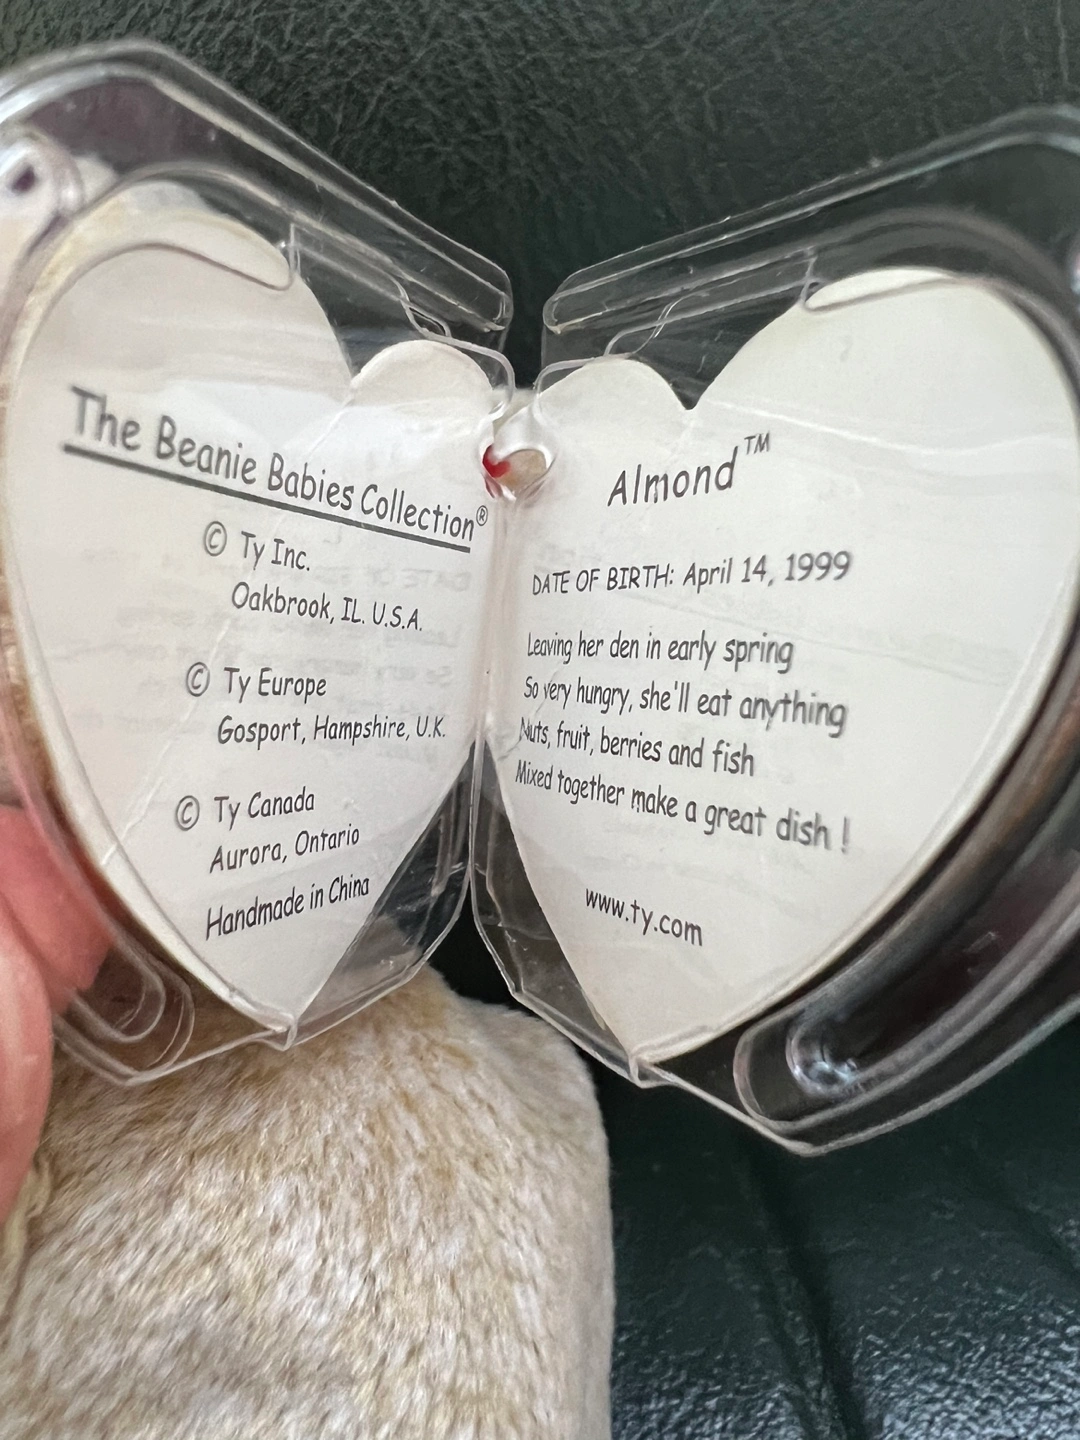 The Beanie Babies Collection®
© Ty Inc.
Oakbrook, IL. U.S.A.
© Ty Europe
Gosport, Hampshire, U.K.
© Ty Canada
Aurora, Ontario
Handmade in China
Almond™
DATE OF BIRTH: April 14, 1999
Leaving her den in early spring
So very hungry, she'll eat anything
Nuts, fruit, berries and fish
Mixed together make a great dish !
www.ty.com